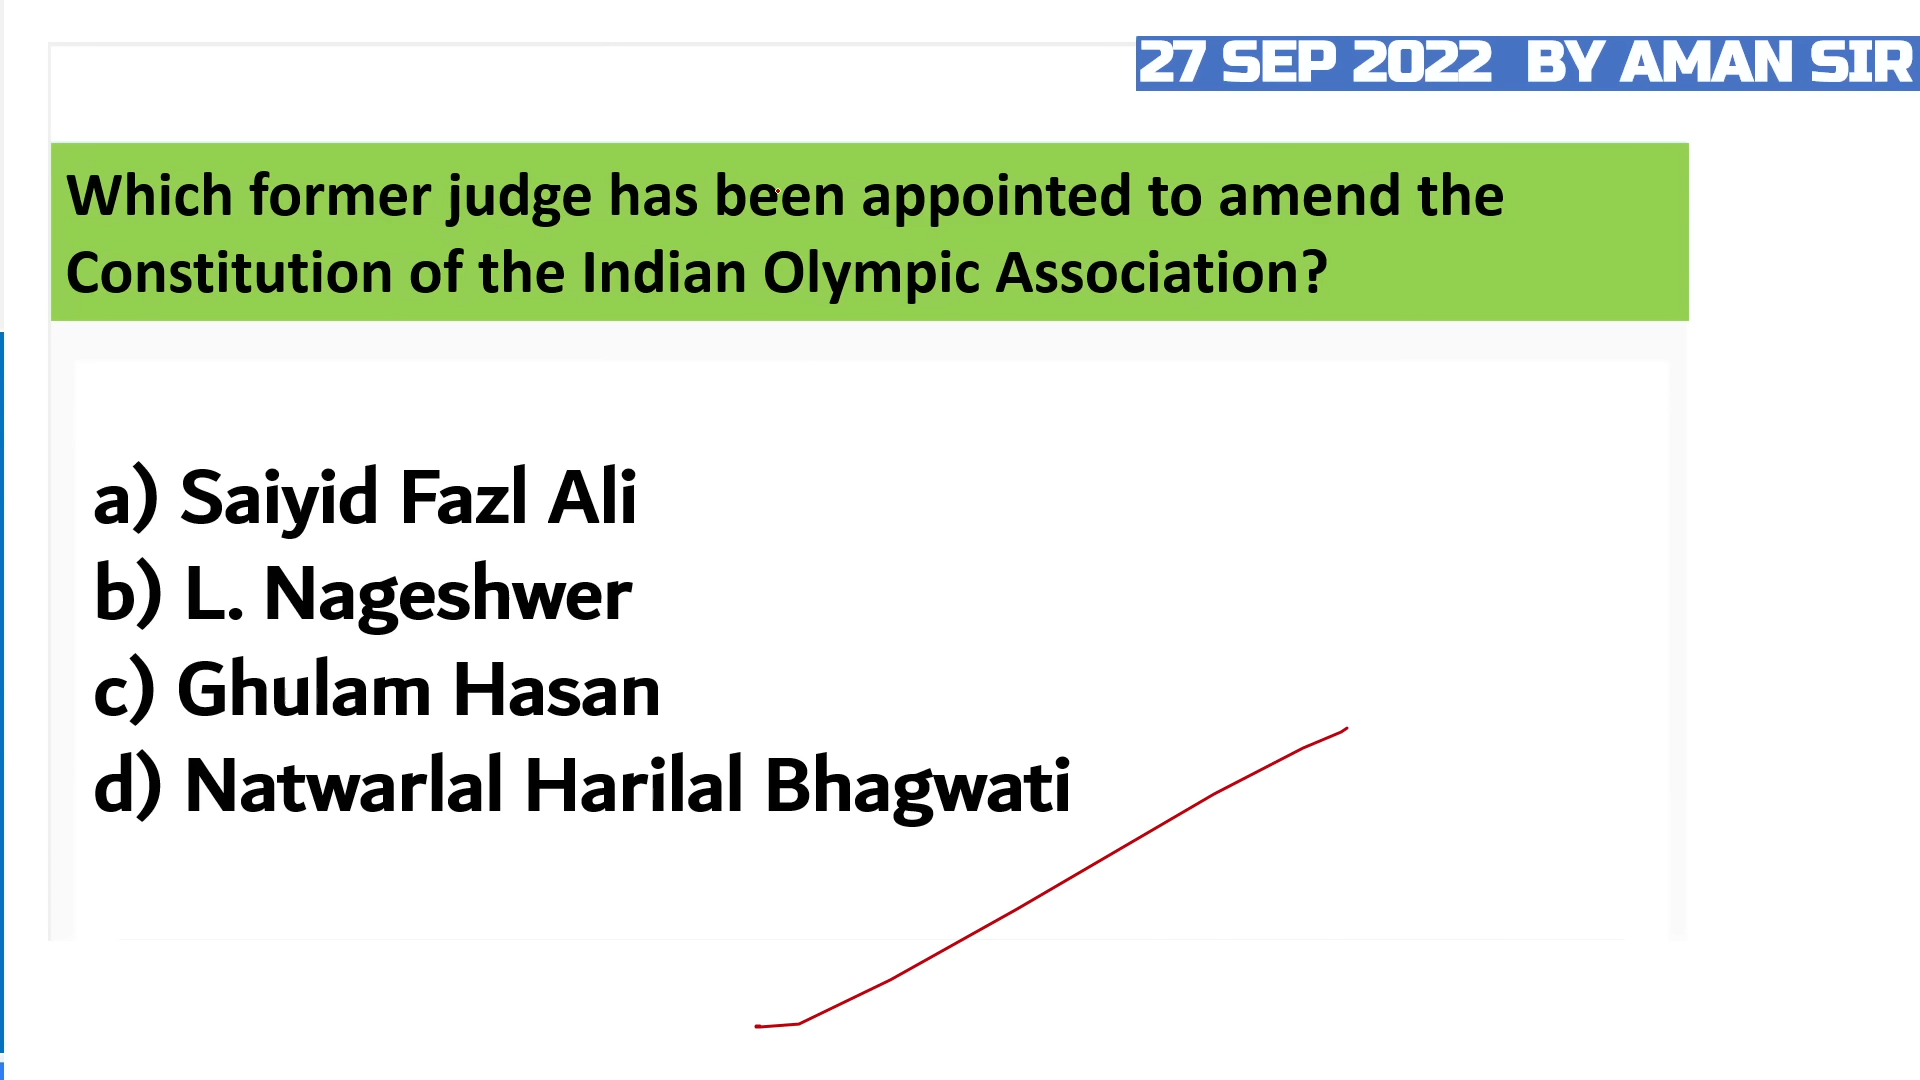 27 SEP 2022 BY AMAN SIR
Which former judge has been appointed to amend the
Constitution of the Indian Olympic Association?
a) Saiyid Fazl Ali
b) L. Nageshwer
c) Ghulam Hasan
d) Natwarlal Harilal Bhagwati